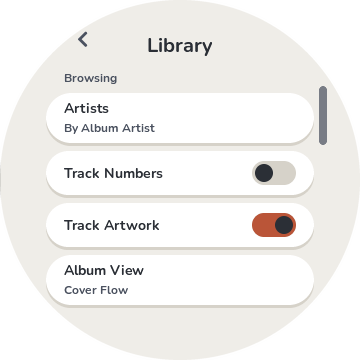 Library
Browsing
Artists
By Album Artist
Track Numbers
Track Artwork
Album View
Cover Flow